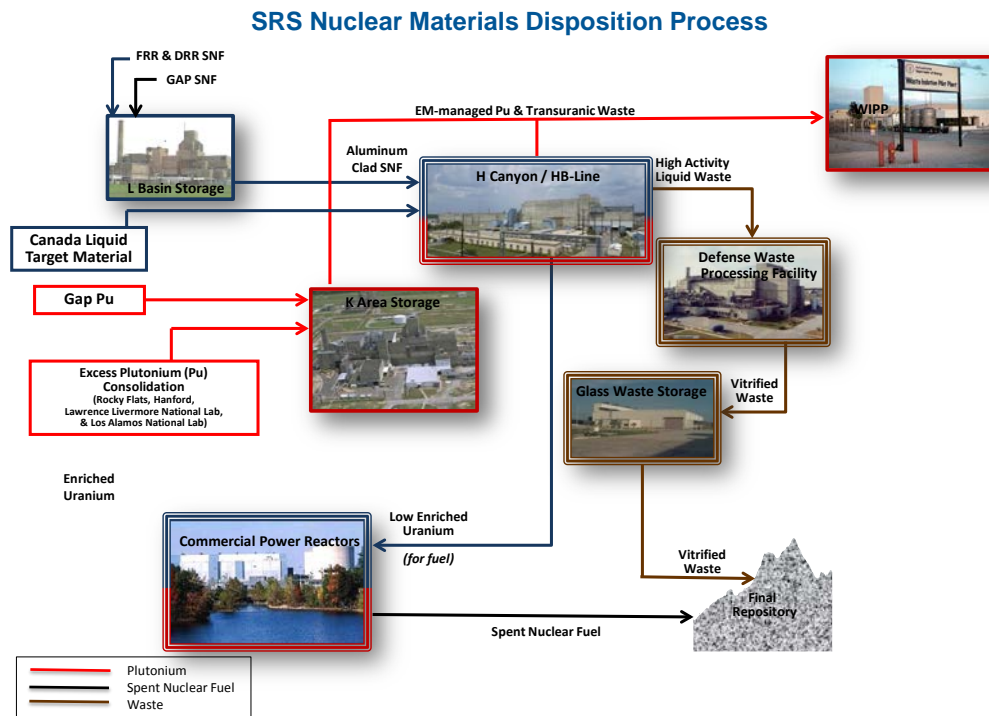 SRS Nuclear Materials Disposition Process
FRR & DRR SNF
GAP SNF
L Basin Storage
EM-managed Pu & Transuranic Waste
WIPP
Waste Isolation Pilot Plant
Aluminum
Clad SNF
H Canyon / HB-Line
High Activity
Liquid Waste
Canada Liquid
Target Material
Defense Waste
Processing Facility
Gap Pu
K Area Storage
Excess Plutonium (Pu)
Consolidation
(Rocky Flats, Hanford,
Lawrence Livermore National Lab,
& Los Alamos National Lab)
Glass Waste Storage
Vitrified
Waste
Enriched
Uranium
Commercial Power Reactors
Low Enriched
Uranium
(for fuel)
Vitrified
Waste
Final
Repository
Spent Nuclear Fuel
Plutonium
Spent Nuclear Fuel
Waste